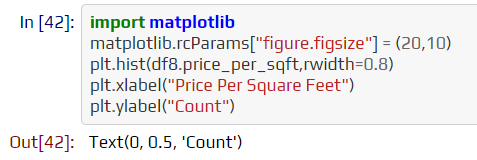 In [42]: import matplotlib
matplotlib.rcParams["figure.figsize"] = (20,10)
plt.hist(df8.price_per_sqft,rwidth=0.8)
plt.xlabel("Price Per Square Feet")
plt.ylabel("Count")
Out[42]: Text(0, 0.5, 'Count')